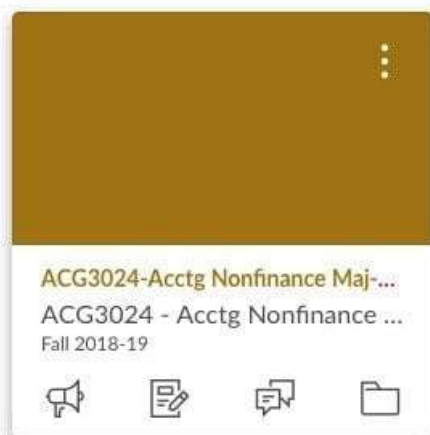 ACG3024-Acctg Nonfinance Maj-...
ACG3024 - Acctg Nonfinance ...
Fall 2018-19